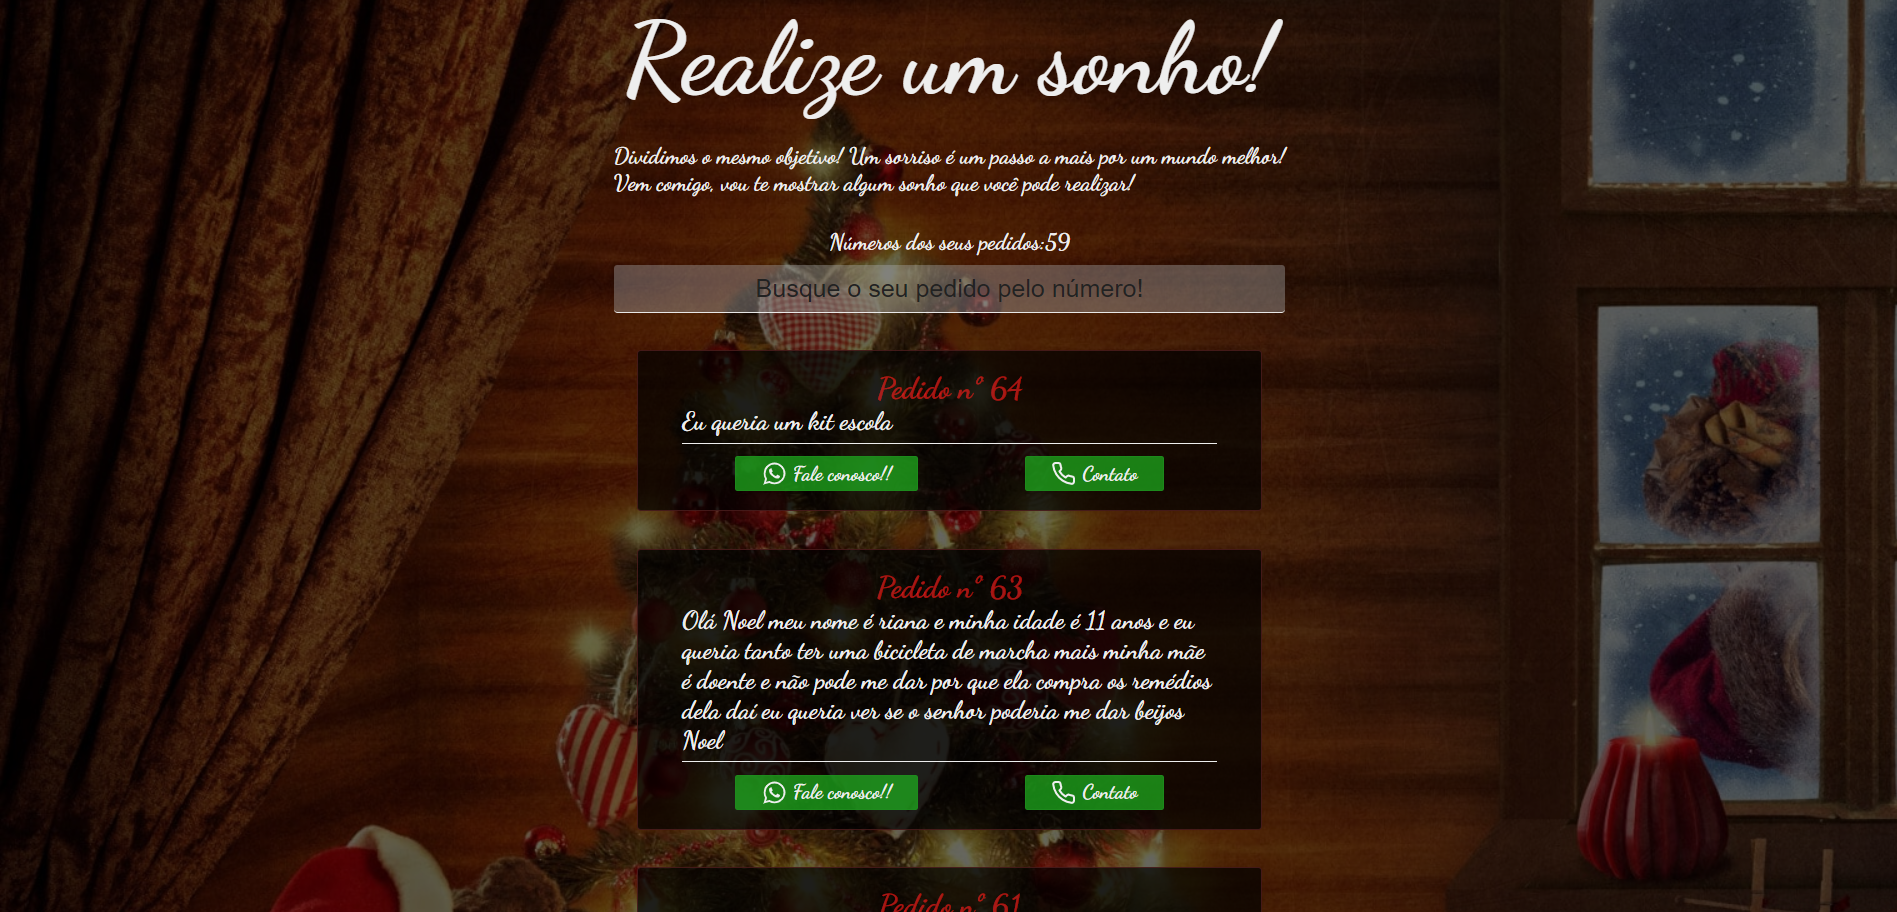 Realize um sonho!
Dividimos o mesmo objetivo! Um sorriso é um passo a mais por um mundo melhor!
Vem comigo, vou te mostrar algum sonho que você pode realizar!
Números dos seus pedidos:59
Busque o seu pedido pelo número!
Pedido n° 64
Eu queria um kit escola
Fale conosco!! Contato
Pedido n° 63
Olá Noel meu nome é riana e minha idade é 11 anos e eu
queria tanto ter uma bicicleta de marcha mais minha mãe
é doente e não pode me dar por que ela compra os remédios
dela daí eu queria ver se o senhor poderia me dar beijos
Noel
Fale conosco!! Contato
Pedido n° 61